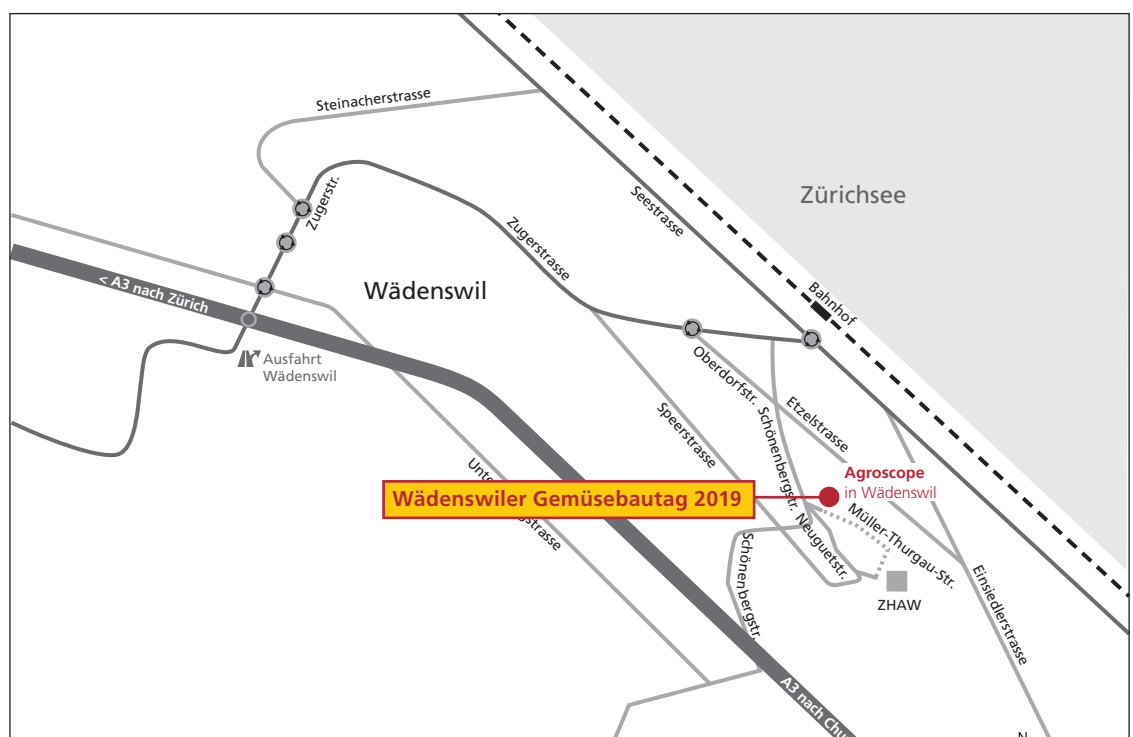 Steinacherstrasse
Zugerstr.
Seestrasse
Zürichsee
Zugerstrasse
< A3 nach Zürich
Wädenswil
Bahnhof
Ausfahrt
Wädenswil
Oberdorfstr.
Etzelstrasse
Speerstrasse
Schönenbergstr.
Agroscope
in Wädenswil
Wädenswiler Gemüsebautag 2019
Müller-Thurgau-Str.
Neuguetstr.
Schönenbergstr.
ZHAW
Einsiedlerstrasse
A3 nach Chu
N